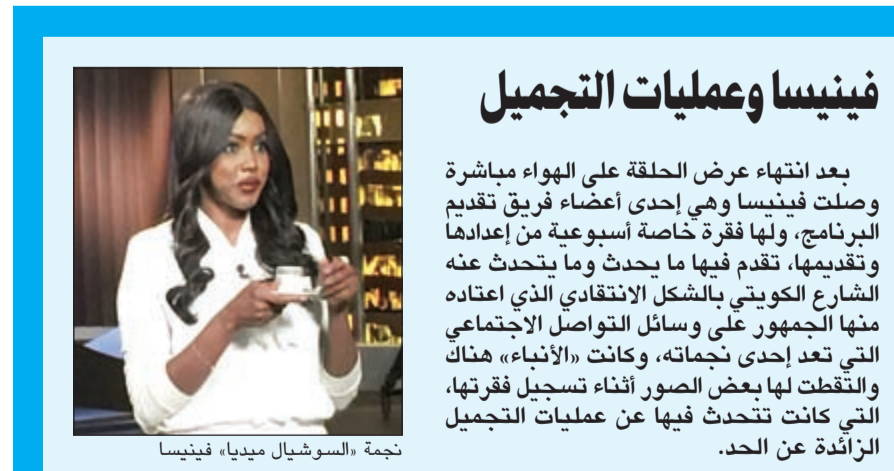 فينيسا وعمليات التجميل
بعد انتهاء عرض الحلقة على الهواء مباشرة
وصلت فينيسا وهي إحدى أعضاء فريق تقديم
البرنامج، ولها فقرة خاصة أسبوعية من إعدادها
وتقديمها، تقدم فيها ما يحدث وما يتحدث عنه
الشارع الكويتي بالشكل الانتقادي الذي اعتاده
منها الجمهور على وسائل التواصل الاجتماعي
التي تعد إحدى نجماته، وكانت «الأنباء» هناك
والتقطت لها بعض الصور أثناء تسجيل فقرتها،
التي كانت تتحدث فيها عن عمليات التجميل
الزائدة عن الحد.
نجمة «السوشيال ميديا» فينيسا